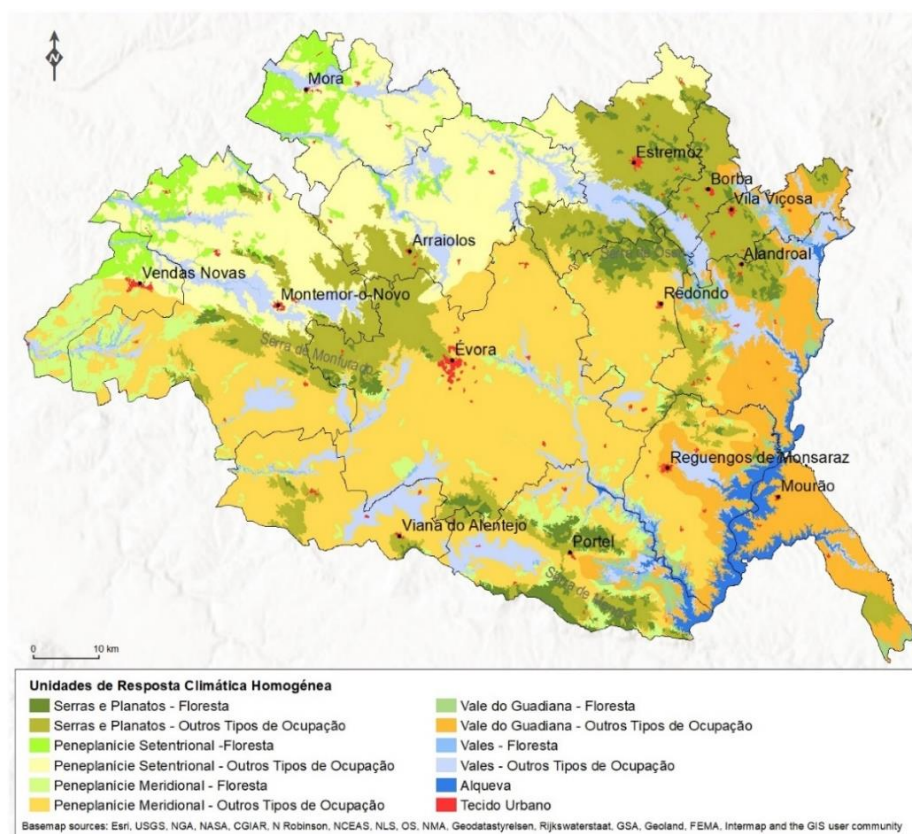 N
Mora
Estremoz
Borba
Vila Viçosa
Arraiolos
Serra de Ossa
Alandroal
Vendas Novas
Montemor-o-Novo
Redondo
Serra de Monfurado
Évora
Reguengos de Monsaraz
Mourão
Viana do Alentejo
Portel
Serra de
0 10 km
Unidades de Resposta Climática Homogénea
Serras e Planatos - Floresta
Serras e Planatos - Outros Tipos de Ocupação
Peneplanicie Setentrional -Floresta
Peneplanicie Setentrional - Outros Tipos de Ocupação
Peneplanicie Meridional - Floresta
Peneplanicie Meridional - Outros Tipos de Ocupação
Vale do Guadiana - Floresta
Vale do Guadiana - Outros Tipos de Ocupação
Vales - Floresta
Vales - Outros Tipos de Ocupação
Alqueva
Tecido Urbano
Basemap sources: Esri, USGS, NGA, NASA, CGIAR, N Robinson, NCEAS, NLS, OS, NMA, Geodatastyrelsen, Rijkswaterstaat, GSA, Geoland, FEMA, Intermap and the GIS user community